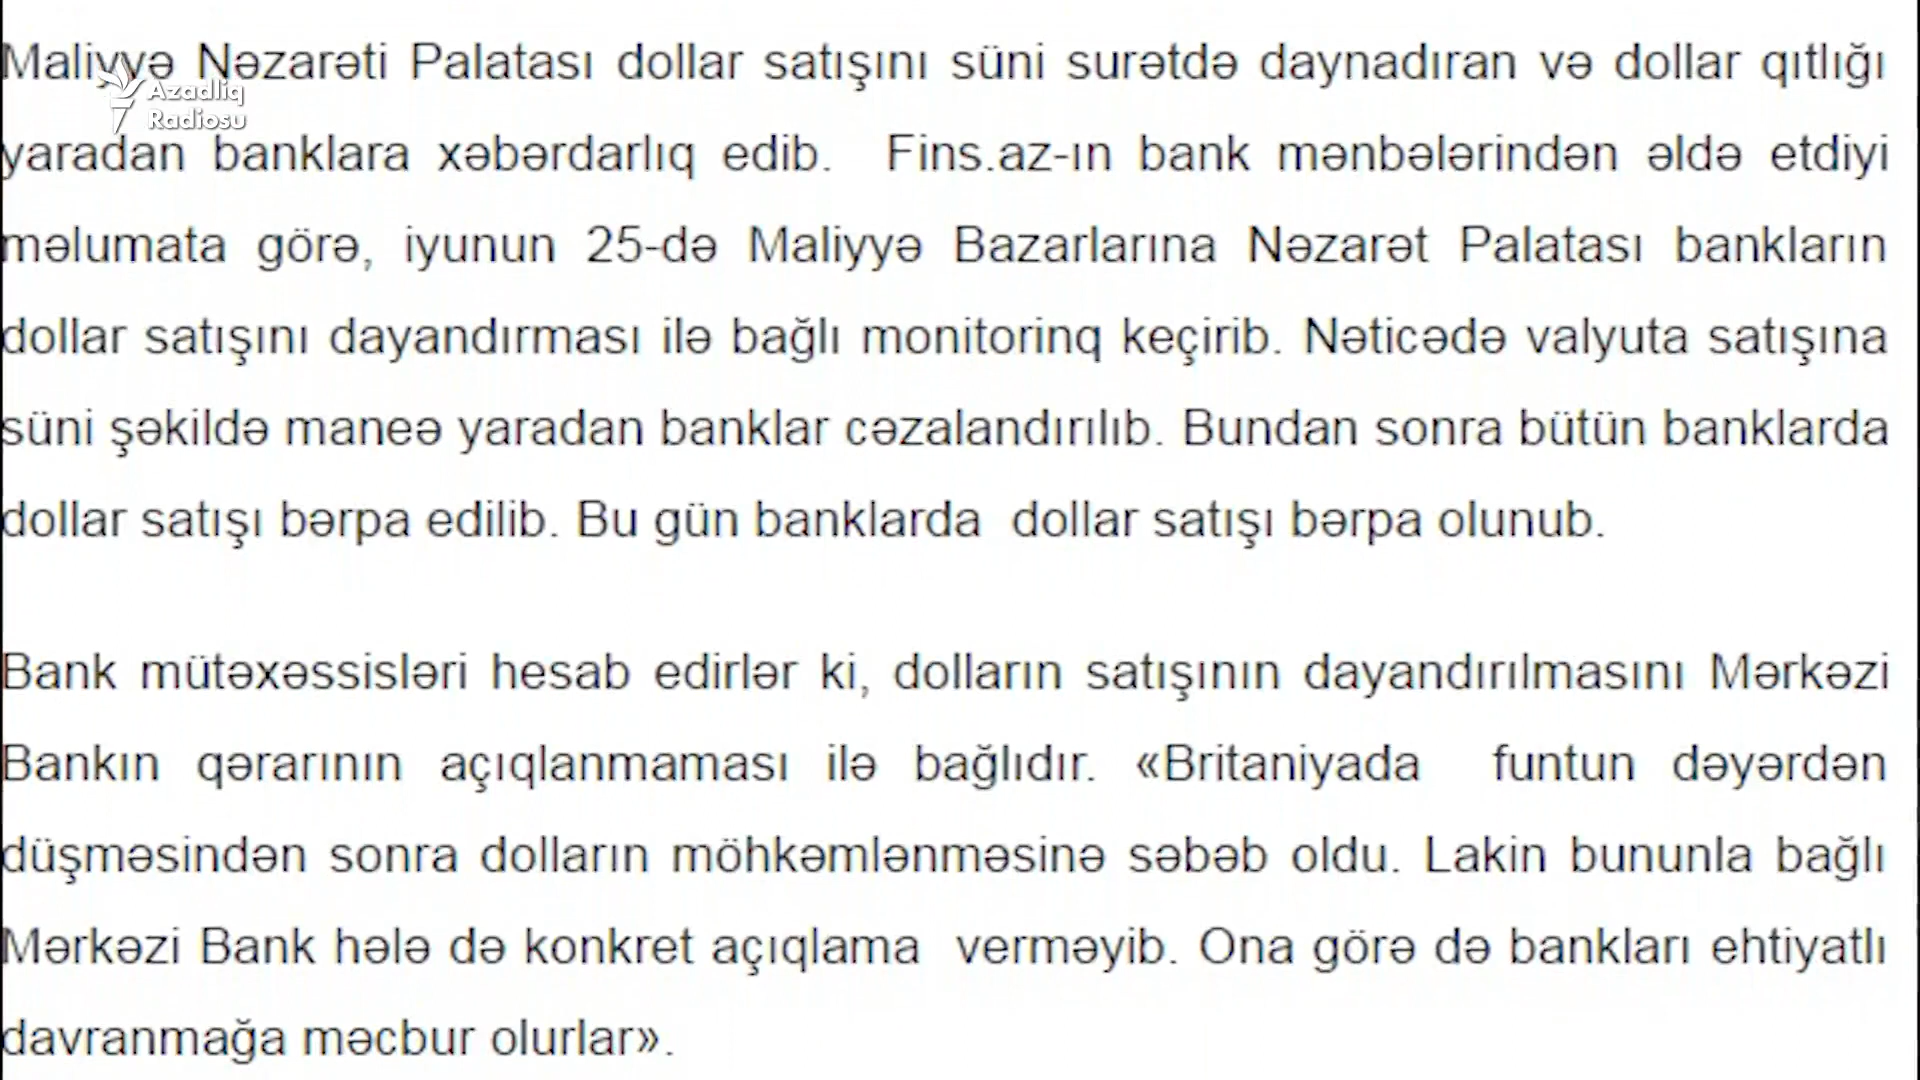 Maliyyə Nəzarəti Palatası dollar satışını süni surətdə daynadıran və dollar qıtlığı
Azadlıq
Radiosu
yaradan banklara xəbərdarlıq edib. Fins.az-ın bank mənbələrindən əldə etdiyi
məlumata görə, iyunun 25-də Maliyyə Bazarlarına Nəzarət Palatası bankların
dollar satışını dayandırması ilə bağlı monitorinq keçirib. Nəticədə valyuta satışına
süni şəkildə maneə yaradan banklar cəzalandırılıb. Bundan sonra bütün banklarda
dollar satışı bərpa edilib. Bu gün banklarda dollar satışı bərpa olunub.
Bank mütəxəssisləri hesab edirlər ki, dolların satışının dayandırılmasını Mərkəzi
Bankın qərarının açıqlanmaması ilə bağlıdır. «Britaniyada funtun dəyərdən
düşməsindən sonra dolların möhkəmlənməsinə səbəb oldu. Lakin bununla bağlı
Mərkəzi Bank hələ də konkret açıqlama verməyib. Ona görə də bankları ehtiyatlı
davranmağa məcbur olurlar».